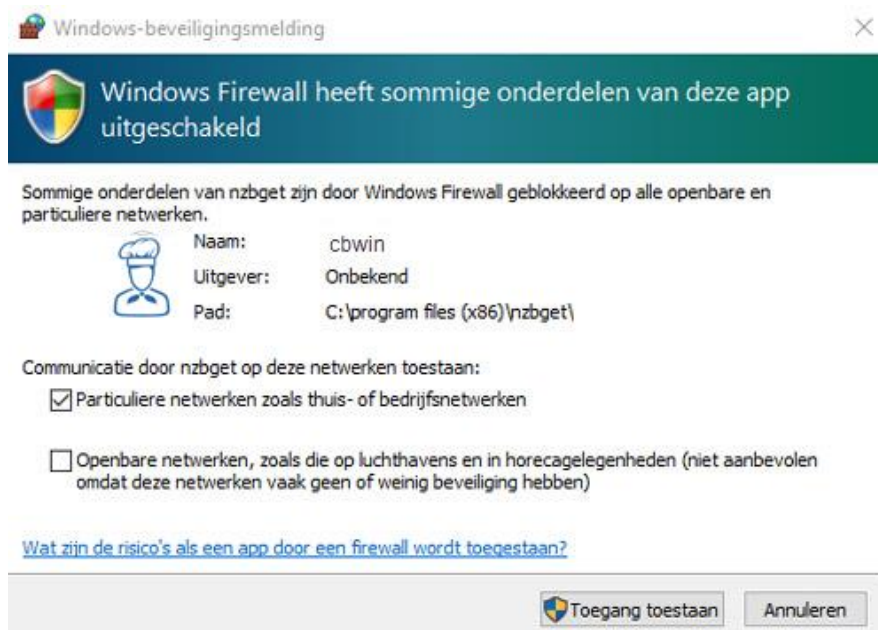 Windows-beveiligingsmelding
Windows Firewall heeft sommige onderdelen van deze app
uitgeschakeld
Sommige onderdelen van nzbget zijn door Windows Firewall geblokkeerd op alle openbare en
particuliere netwerken.
Naam: cbwin
Uitgever: Onbekend
Pad: C:\program files (x86)\nzbget\
Communicatie door nzbget op deze netwerken toestaan:
Particuliere netwerken zoals thuis- of bedrijfsnetwerken
Openbare netwerken, zoals die op luchthavens en in horecagelegenheden (niet aanbevolen
omdat deze netwerken vaak geen of weinig beveiliging hebben)
Wat zijn de risico's als een app door een firewall wordt toegestaan?
Toegang toestaan Annuleren